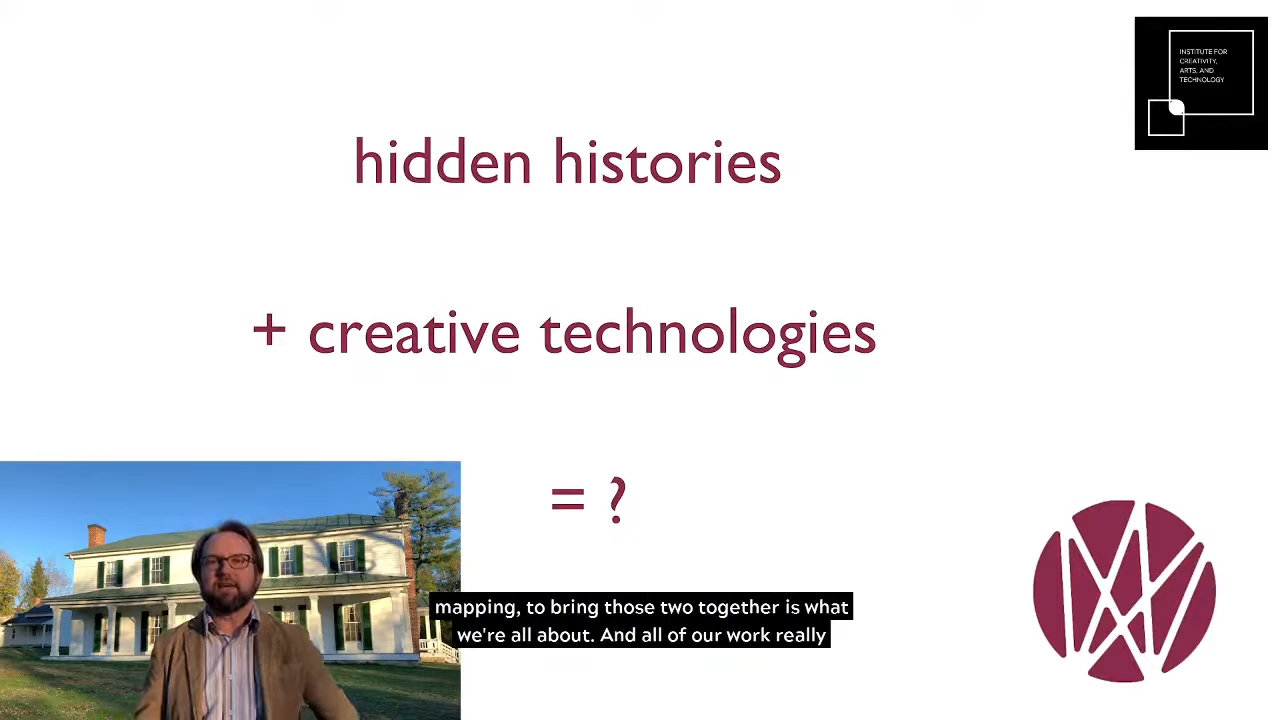 INSTITUTE FOR
CREATIVITY,
ARTS, AND
TECHNOLOGY
hidden histories
+ creative technologies
= ?
mapping, to bring those two together is what
we're all about. And all of our work really